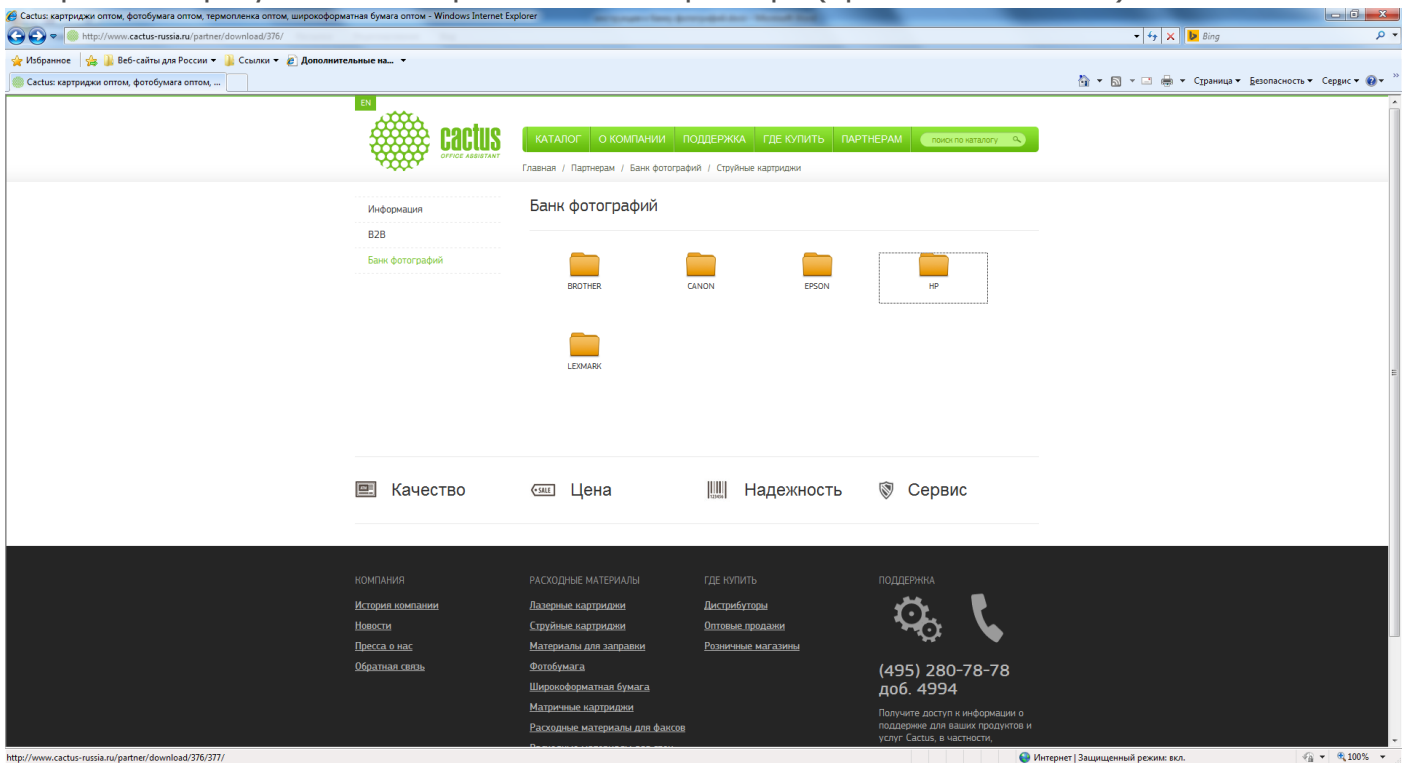 Cactus: картриджи оптом, фотобумага оптом, термопленка оптом, широкоформатная бумага оптом - Windows Internet Explorer
http://www.cactus-russia.ru/partner/download/376/
Bing
Избранное Веб-сайты для России Ссылки Дополнительные на...
Cactus: картриджи оптом, фотобумага оптом, ...
Страница Безопасность Сервис
EN
cactus
OFFICE ASSISTANT
КАТАЛОГ О КОМПАНИИ ПОДДЕРЖКА ГДЕ КУПИТЬ ПАРТНЕРАМ поиск по каталогу
Главная / Партнерам / Банк фотографий / Струйные картриджи
Информация
B2B
Банк фотографий
Банк фотографий
BROTHER CANON EPSON HP
LEXMARK
Качество SALE Цена 123456 Надежность Сервис
КОМПАНИЯ
История компании
Новости
Пресса о нас
Обратная связь
РАСХОДНЫЕ МАТЕРИАЛЫ
Лазерные картриджи
Струйные картриджи
Материалы для заправки
Фотобумага
Широкоформатная бумага
Матричные картриджи
Расходные материалы для факсов
ГДЕ КУПИТЬ
Дистрибуторы
Оптовые продажи
Розничные магазины
ПОДДЕРЖКА
(495) 280-78-78
доб. 4994
Получите доступ к информации о
поддержке для ваших продуктов и
услуг Cactus, в частности,
http://www.cactus-russia.ru/partner/download/376/377/
Интернет | Защищенный режим: вкл.
100%